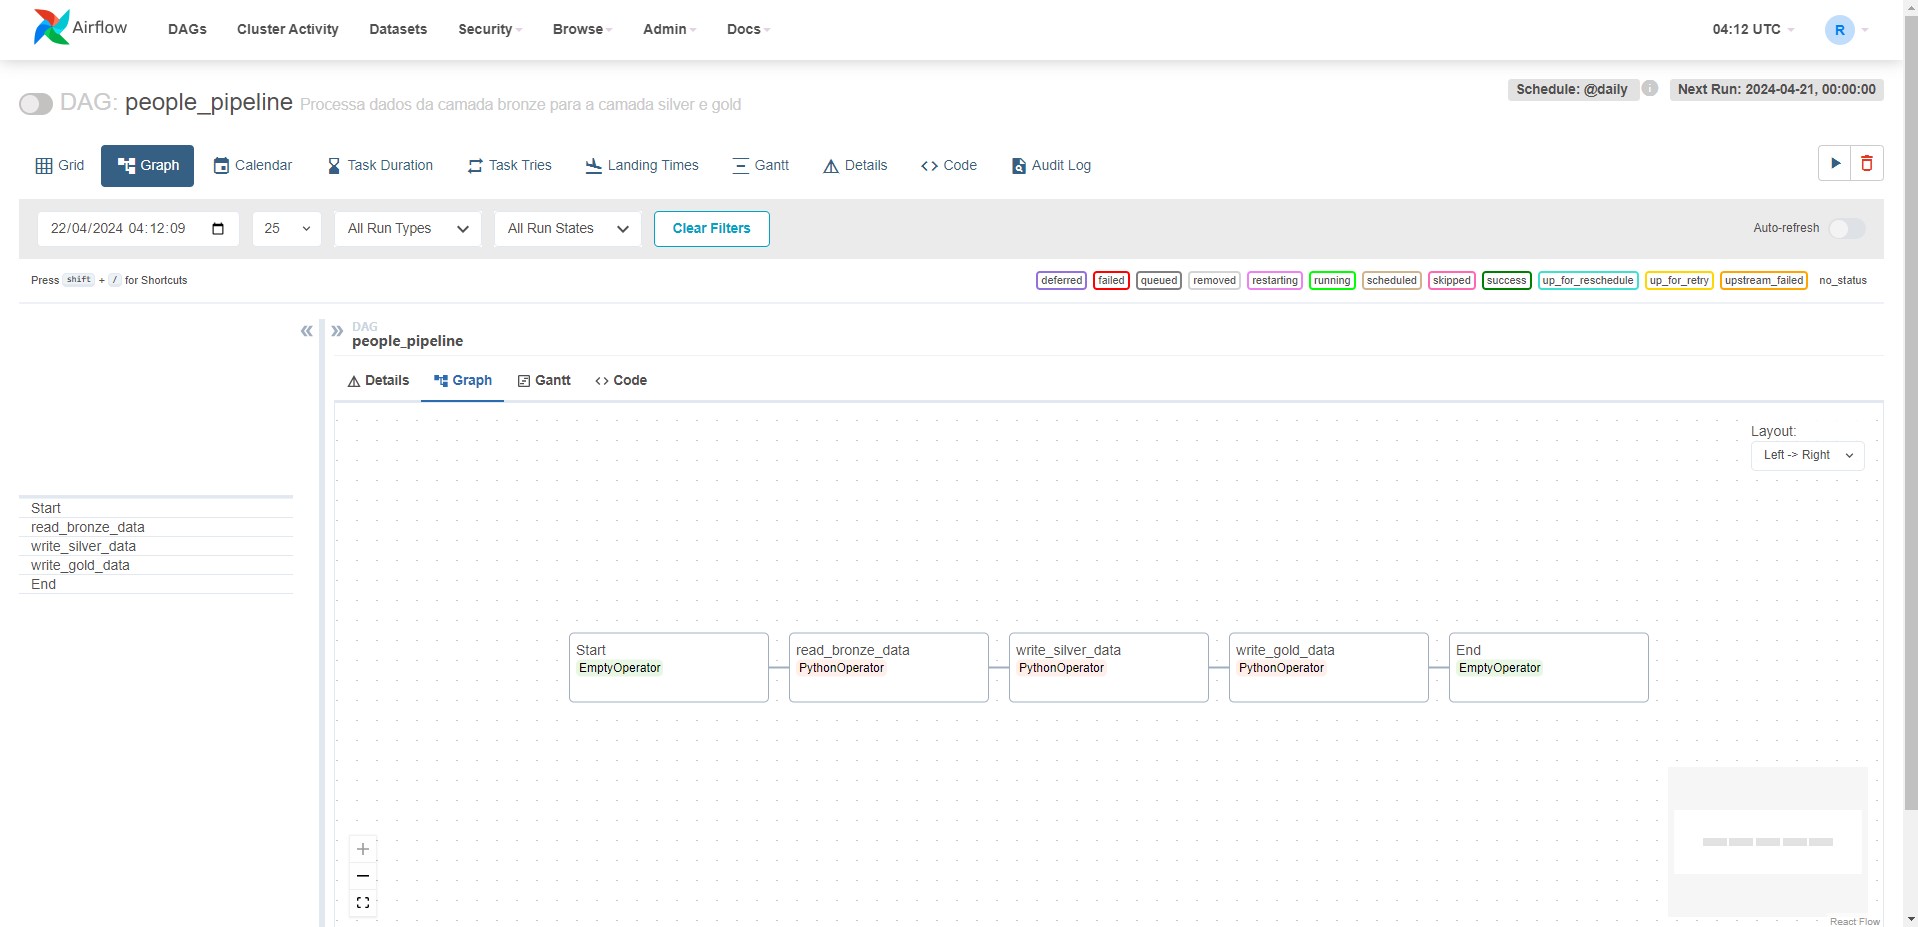 Airflow DAGs Cluster Activity Datasets Security Browse Admin Docs 04:12 UTC R
DAG: people_pipeline Processa dados da camada bronze para a camada silver e gold Schedule: @daily i Next Run: 2024-04-21, 00:00:00
Grid Graph Calendar Task Duration Task Tries Landing Times Gantt Details Code Audit Log
22/04/2024 04:12:09 25 All Run Types All Run States Clear Filters Auto-refresh
Press shift + / for Shortcuts deferred failed queued removed restarting running scheduled skipped success up_for_reschedule up_for_retry upstream_failed no_status
DAG
people_pipeline
Details Graph Gantt Code
Layout:
Left -> Right
Start
read_bronze_data
write_silver_data
write_gold_data
End
Start
EmptyOperator
read_bronze_data
PythonOperator
write_silver_data
PythonOperator
write_gold_data
PythonOperator
End
EmptyOperator
React Flow